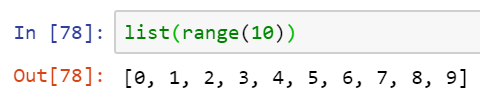 In [78]: list(range(10))
Out[78]: [0, 1, 2, 3, 4, 5, 6, 7, 8, 9]